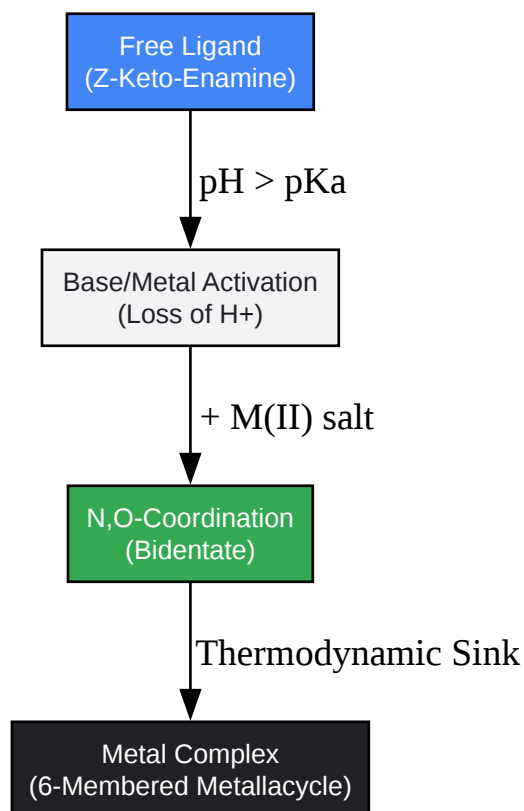 Free Ligand
(Z-Keto-Enamine)
pH > pKa
Base/Metal Activation
(Loss of H+)
+ M(II) salt
N,O-Coordination
(Bidentate)
Thermodynamic Sink
Metal Complex
(6-Membered Metallacycle)